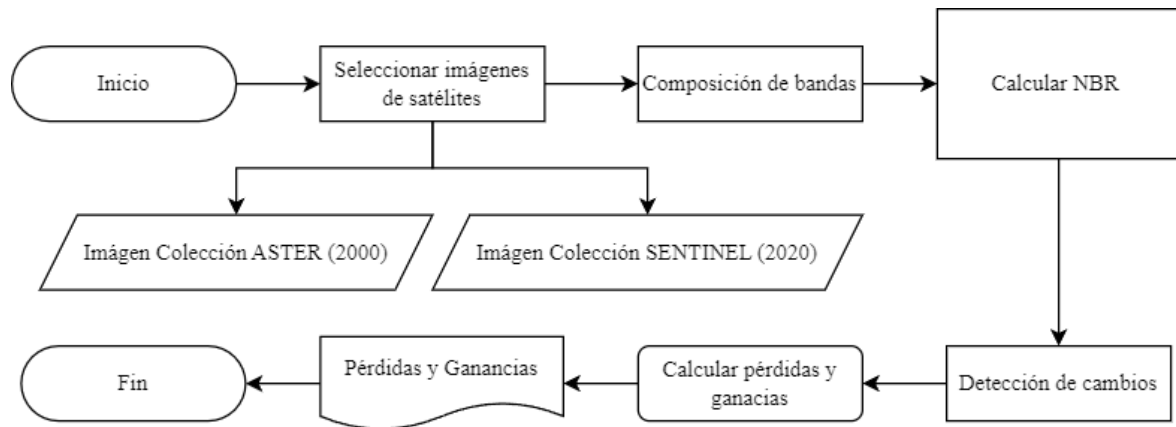 Inicio
Seleccionar imágenes
de satélites
Composición de bandas
Calcular NBR
Imágen Colección ASTER (2000)
Imágen Colección SENTINEL (2020)
Fin
Pérdidas y Ganancias
Calcular pérdidas y
ganacias
Detección de cambios